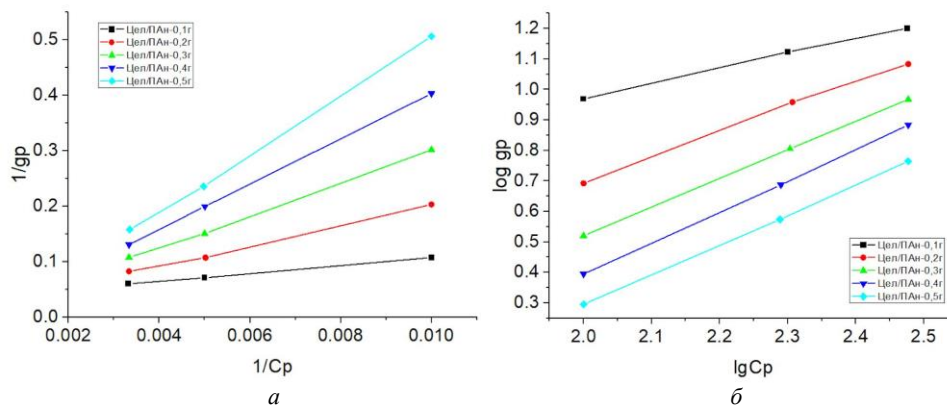 0.5
0.4
0.3
0.2
0.1
0.0
1/gp
Цел/ПАн-0,1г
Цел/ПАн-0,2г
Цел/ПАн-0,3г
Цел/ПАн-0,4г
Цел/ПАн-0,5г
0.002 0.004 0.006 0.008 0.010
1/Cp
а
1.2
1.1
1.0
0.9
0.8
0.7
0.6
0.5
0.4
0.3
log gp
Цел/ПАн-0,1г
Цел/ПАн-0,2г
Цел/ПАн-0,3г
Цел/ПАн-0,4г
Цел/ПАн-0,5г
2.0 2.1 2.2 2.3 2.4 2.5
lgCp
б